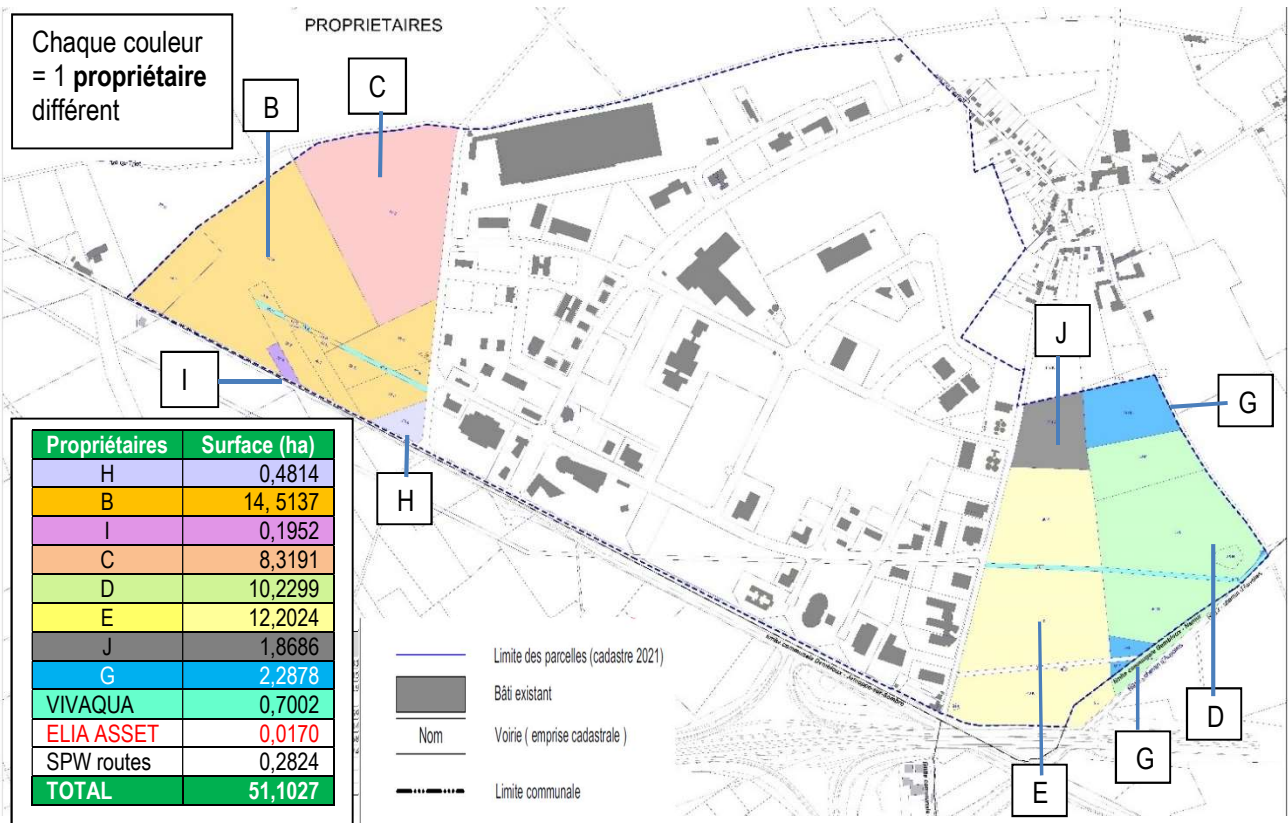 PROPRIETAIRES
Chaque couleur
= 1 propriétaire
différent
B
C
I
H
J
G
D
G
E
Propriétaires Surface (ha)
H 0,4814
B 14, 5137
I 0,1952
C 8,3191
D 10,2299
E 12,2024
J 1,8686
G 2,2878
VIVAQUA 0,7002
ELIA ASSET 0,0170
SPW routes 0,2824
TOTAL 51,1027
Limite des parcelles (cadastre 2021)
Bâti existant
Nom Voirie ( emprise cadastrale )
Limite communale